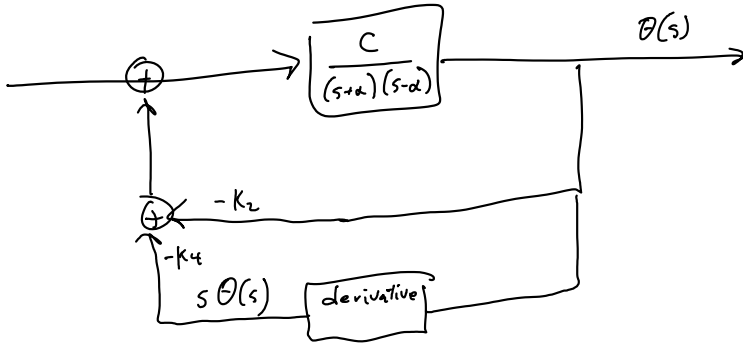 θ(s)
C
(s+α)(s-α)
+
-K₂
+
-K₄
s θ(s)
derivative